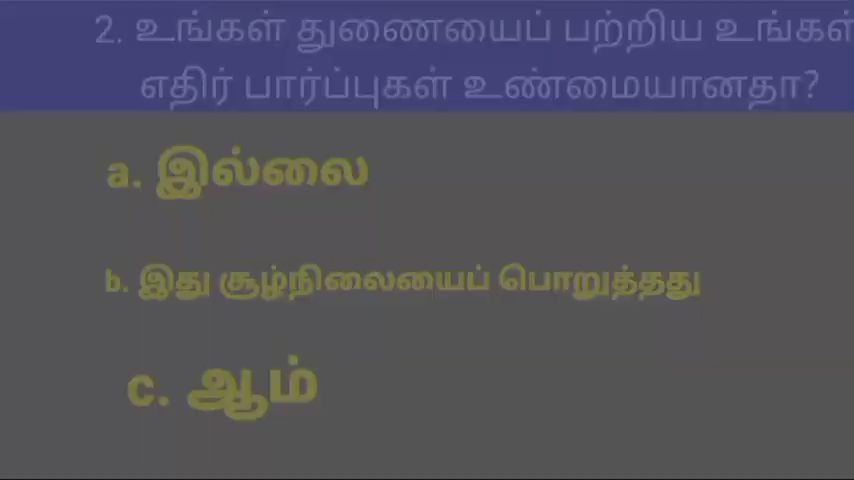 2. உங்கள் துணையைப் பற்றிய உங்கள்
எதிர் பார்ப்புகள் உண்மையானதா?
a. இல்லை
b. இது சூழ்நிலையைப் பொறுத்தது
c. ஆம்